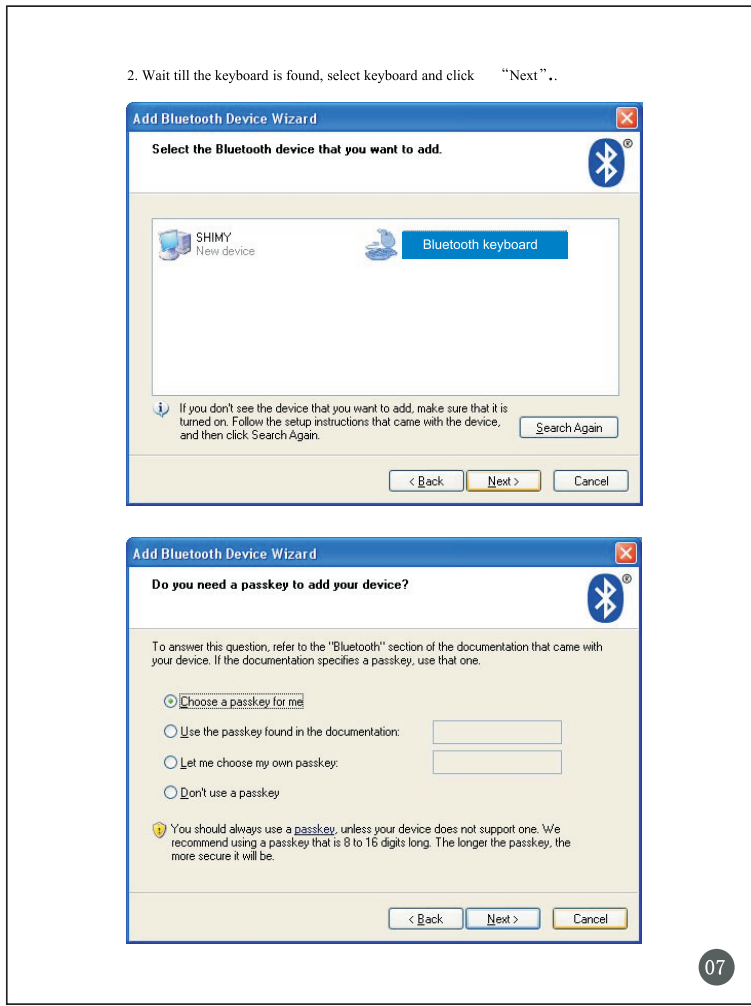 2. Wait till the keyboard is found, select keyboard and click “Next”..
Add Bluetooth Device Wizard
Select the Bluetooth device that you want to add.
®
SHIMY
New device
Bluetooth keyboard
If you don't see the device that you want to add, make sure that it is
turned on. Follow the setup instructions that came with the device,
and then click Search Again.
Search Again
< Back
Next >
Cancel
Add Bluetooth Device Wizard
Do you need a passkey to add your device?
®
To answer this question, refer to the "Bluetooth" section of the documentation that came with
your device. If the documentation specifies a passkey, use that one.
Choose a passkey for me
Use the passkey found in the documentation:
Let me choose my own passkey:
Don't use a passkey
You should always use a passkey, unless your device does not support one. We
recommend using a passkey that is 8 to 16 digits long. The longer the passkey, the
more secure it will be.
< Back
Next >
Cancel
07